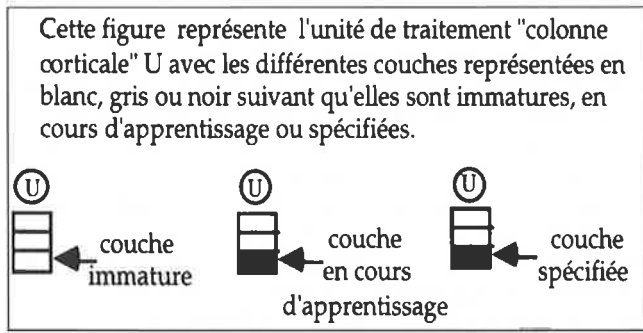 Cette figure représente l'unité de traitement "colonne
corticale" U avec les différentes couches représentées en
blanc, gris ou noir suivant qu'elles sont immatures, en
cours d'apprentissage ou spécifiées.
U
U
U
couche
immature
couche
en cours
d'apprentissage
couche
spécifiée